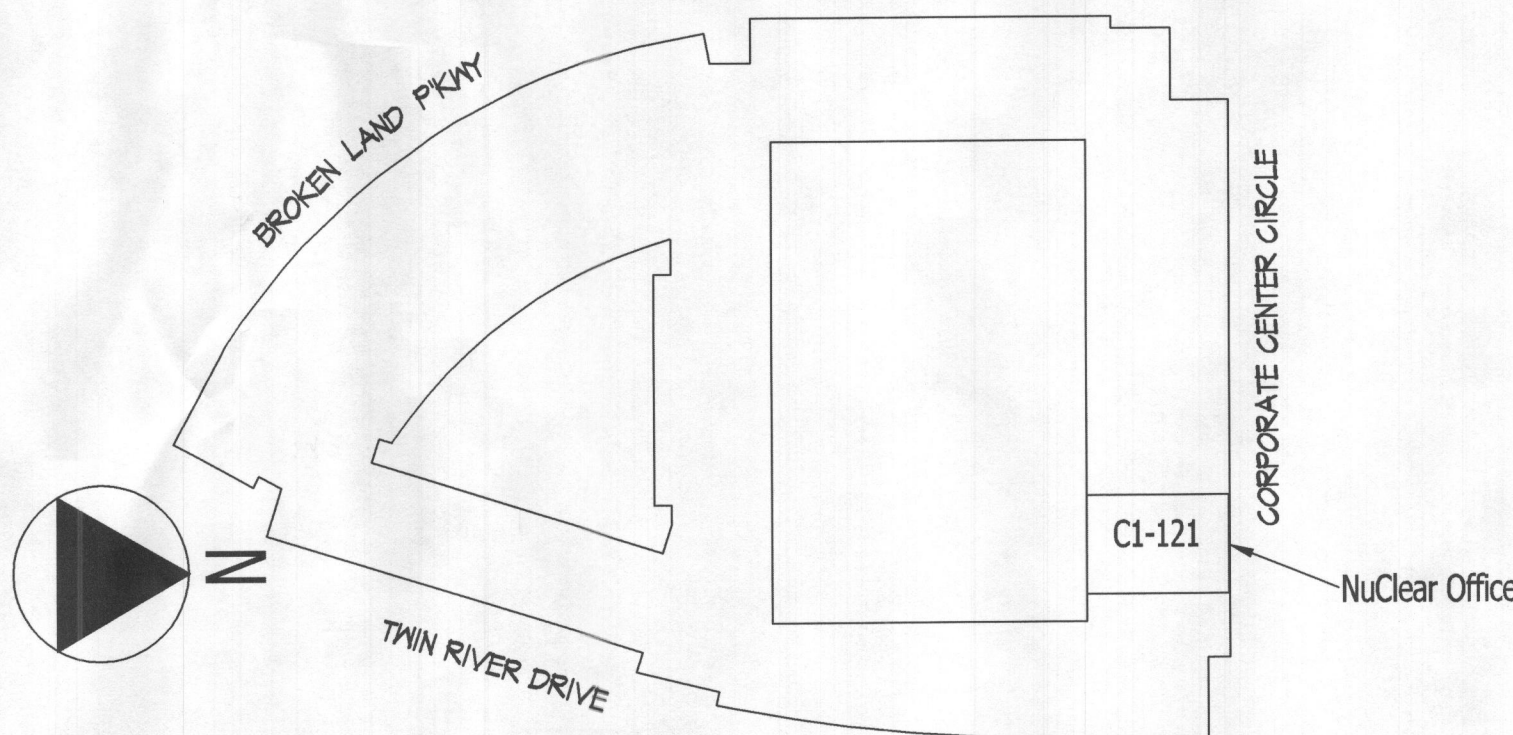 BROKEN LAND P'KWY
CORPORATE CENTER CIRCLE
C1-121
N
NuClear Office
TWIN RIVER DRIVE